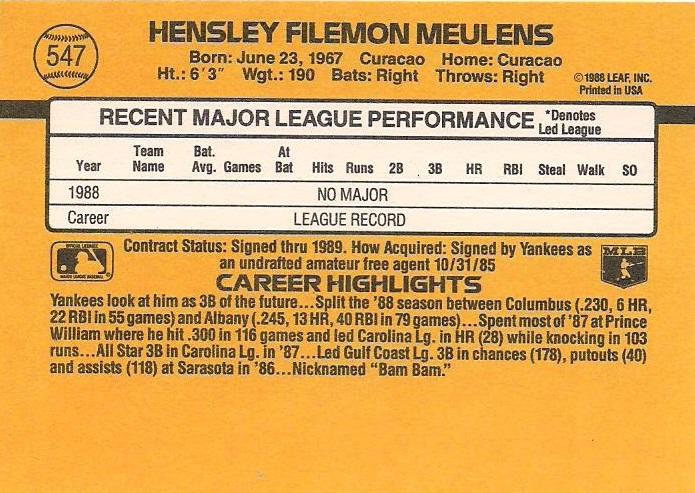 547
HENSLEY FILEMON MEULENS
Born: June 23, 1967 Curacao Home: Curacao
Ht.: 6'3" Wgt.: 190 Bats: Right Throws: Right
©1988 LEAF, INC.
Printed in USA
RECENT MAJOR LEAGUE PERFORMANCE *Denotes
Led League
Year Team Name Bat. Avg. Games At Bat Hits Runs 2B 3B HR RBI Steal Walk SO
1988 NO MAJOR
Career LEAGUE RECORD
Contract Status: Signed thru 1989. How Acquired: Signed by Yankees as
an undrafted amateur free agent 10/31/85
MLB
CAREER HIGHLIGHTS
Yankees look at him as 3B of the future...Split the '88 season between Columbus (.230, 6 HR,
22 RBI in 55 games) and Albany (.245, 13 HR, 40 RBI in 79 games)...Spent most of '87 at Prince
William where he hit .300 in 116 games and led Carolina Lg. in HR (28) while knocking in 103
runs...All Star 3B in Carolina Lg. in '87...Led Gulf Coast Lg. 3B in chances (178), putouts (40)
and assists (118) at Sarasota in '86...Nicknamed "Bam Bam."